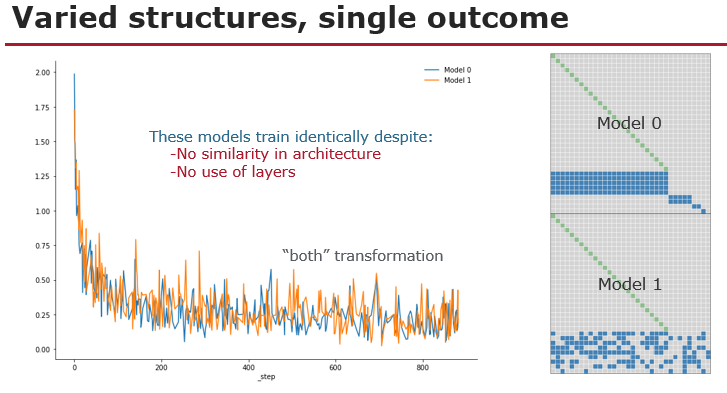 Varied structures, single outcome
2.00
1.75
1.50
1.25
1.00
0.75
0.50
0.25
0.00
0
200
400
600
800
_step
Model 0
Model 1
These models train identically despite:
-No similarity in architecture
-No use of layers
“both” transformation
Model 0
Model 1